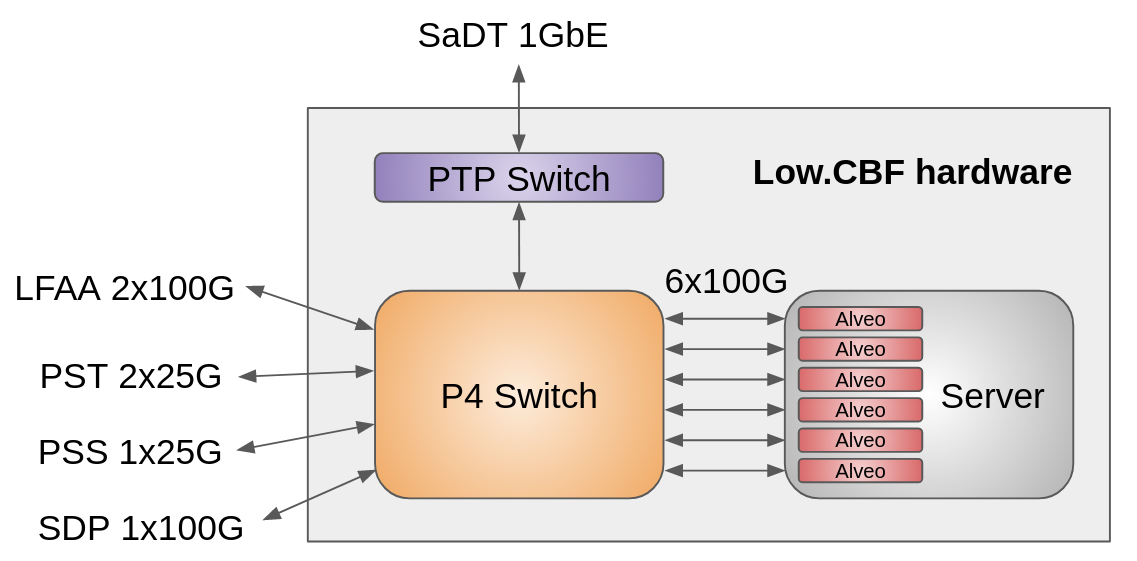 SaDT 1GbE
PTP Switch
Low.CBF hardware
LFAA 2x100G
PST 2x25G
PSS 1x25G
SDP 1x100G
P4 Switch
6x100G
Alveo
Alveo
Alveo
Alveo
Alveo
Alveo
Server